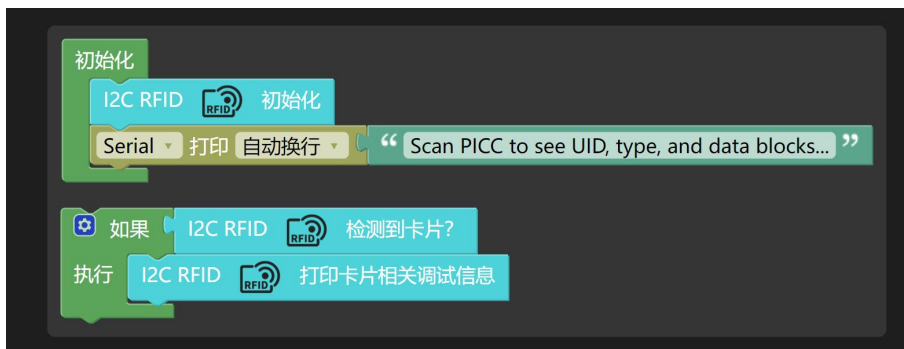 初始化
I2C RFID RFID 初始化
Serial 打印 自动换行 “ Scan PICC to see UID, type, and data blocks... ”
如果 I2C RFID RFID 检测到卡片?
执行 I2C RFID RFID 打印卡片相关调试信息